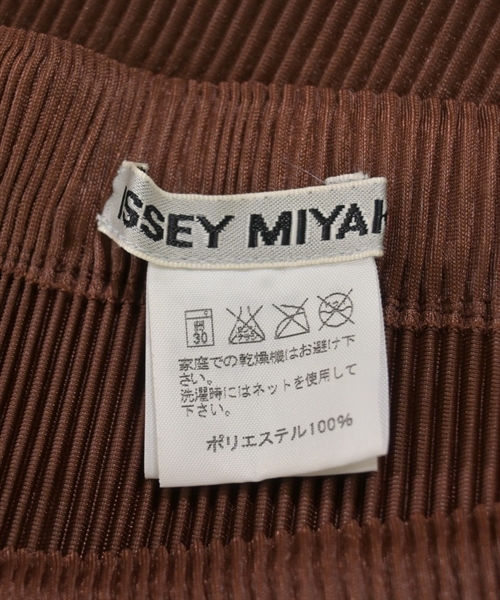 ISSEY MIYAK
弱
30
家庭での乾燥機はお避け下
さい。
洗濯時にはネットを使用して
下さい。
ポリエステル100%